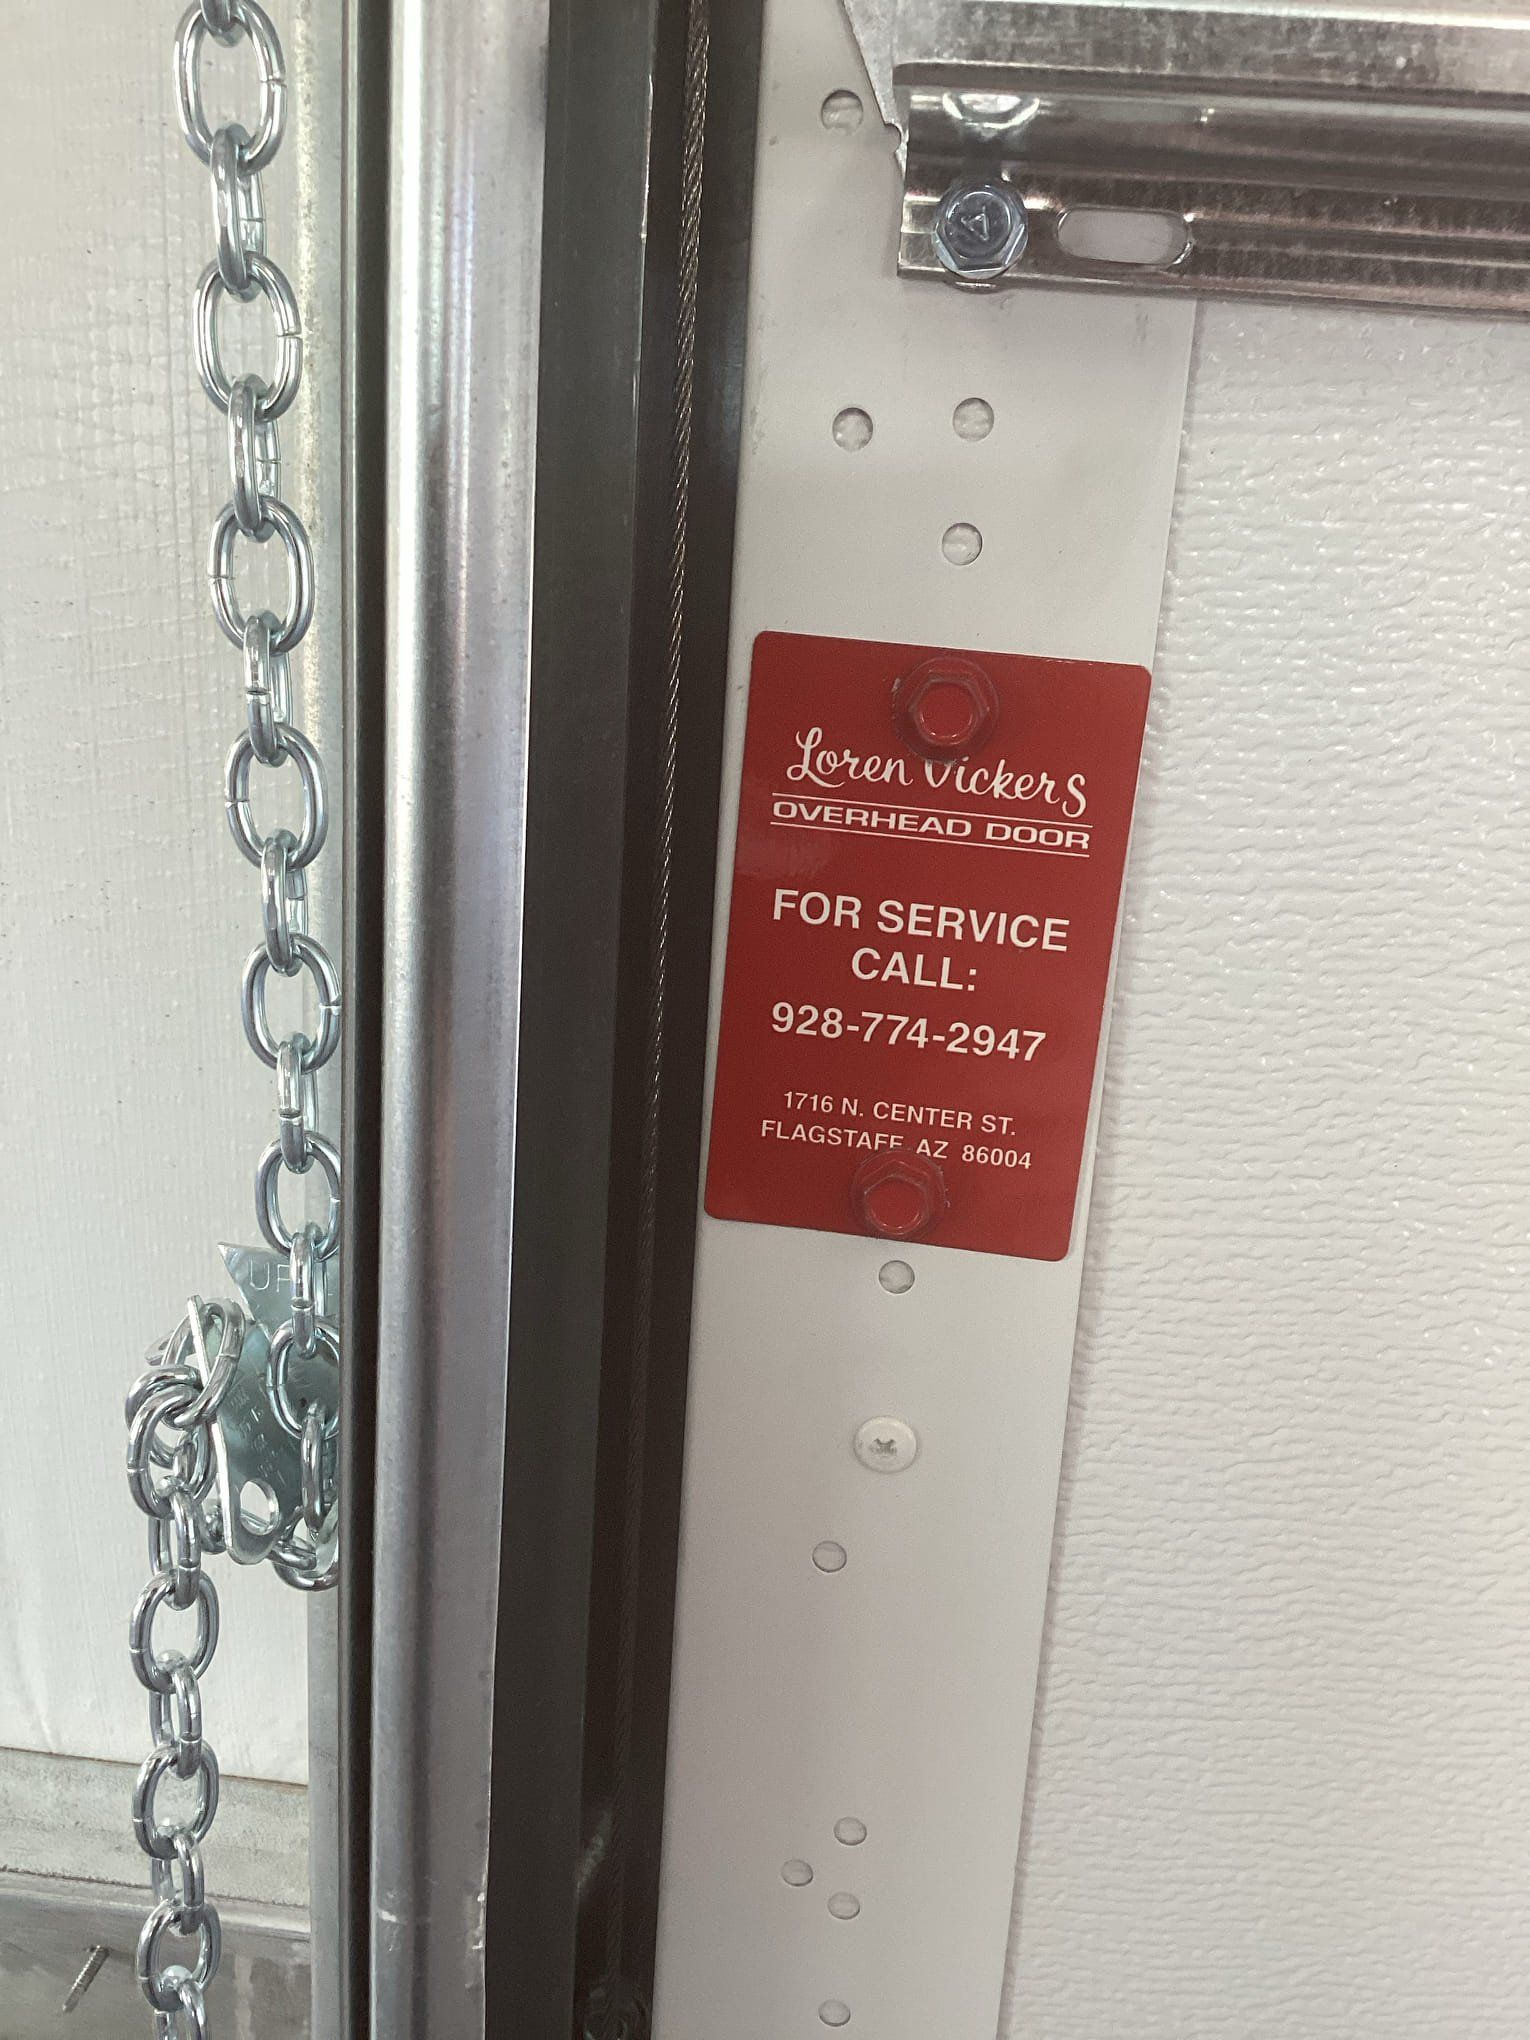 Loren Vickers
OVERHEAD DOOR
FOR SERVICE
CALL:
928-774-2947
1716 N. CENTER ST.
FLAGSTAFF, AZ 86004